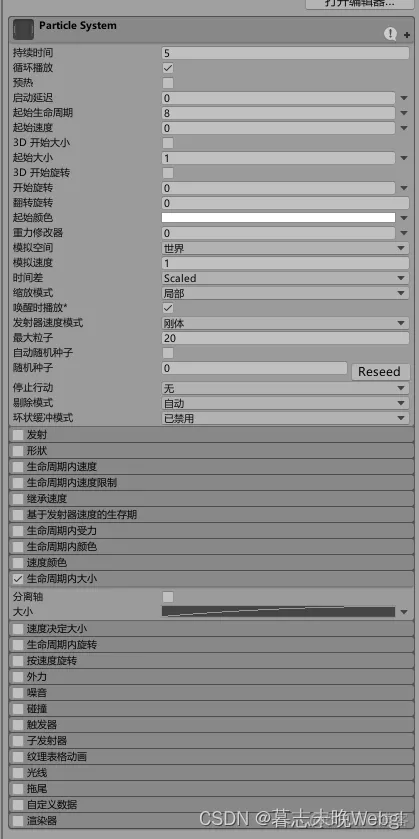 打开编辑器...
Particle System
持续时间 5
循环播放
预热
启动延迟 0
起始生命周期 8
起始速度 0
3D 开始大小
起始大小 1
3D 开始旋转
开始旋转 0
翻转旋转 0
起始颜色
重力修改器 0
模拟空间 世界
模拟速度 1
时间差 Scaled
缩放模式 局部
唤醒时播放*
发射器速度模式 刚体
最大粒子 20
自动随机种子
随机种子 0 Reseed
停止行动 无
剔除模式 自动
环状缓冲模式 已禁用
发射
形狀
生命周期内速度
生命周期内速度限制
继承速度
基于发射器速度的生存期
生命周期内受力
生命周期内颜色
速度颜色
生命周期内大小
分离轴
大小
速度决定大小
生命周期内旋转
按速度旋转
外力
噪音
碰撞
触发器
子发射器
纹理表格动画
光线
拖尾
自定义数据
渲染器
CSDN @暮志未晚Webgl